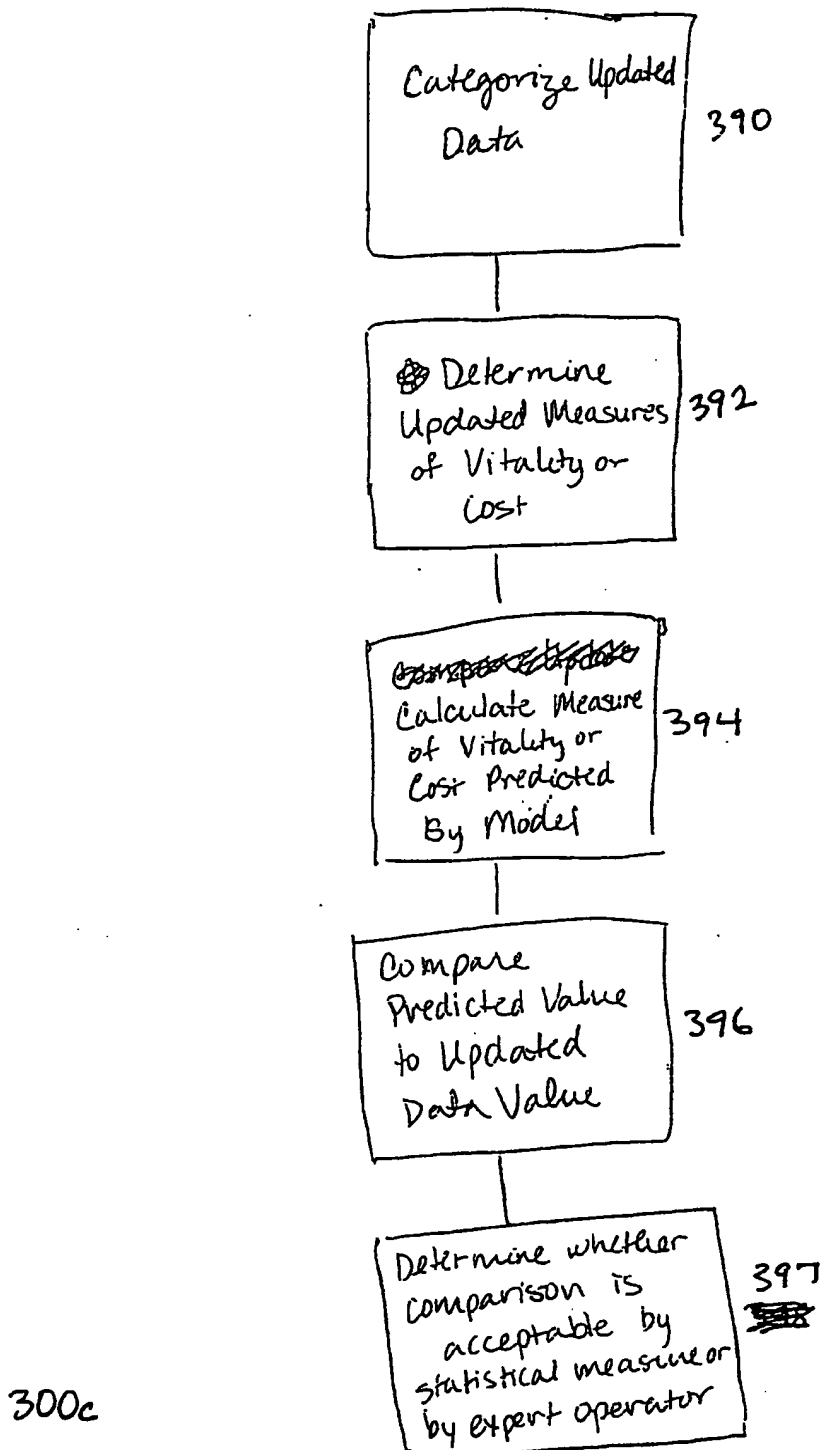 Categorize Updated
Data
390
Determine
Updated Measures
of Vitality or
Cost
392
Calculate Measure
of Vitality or
Cost Predicted
By Model
394
Compare
Predicted Value
to Updated
Data Value
396
Determine whether
comparison is
acceptable by
statistical measure or
by expert operator
397
300c